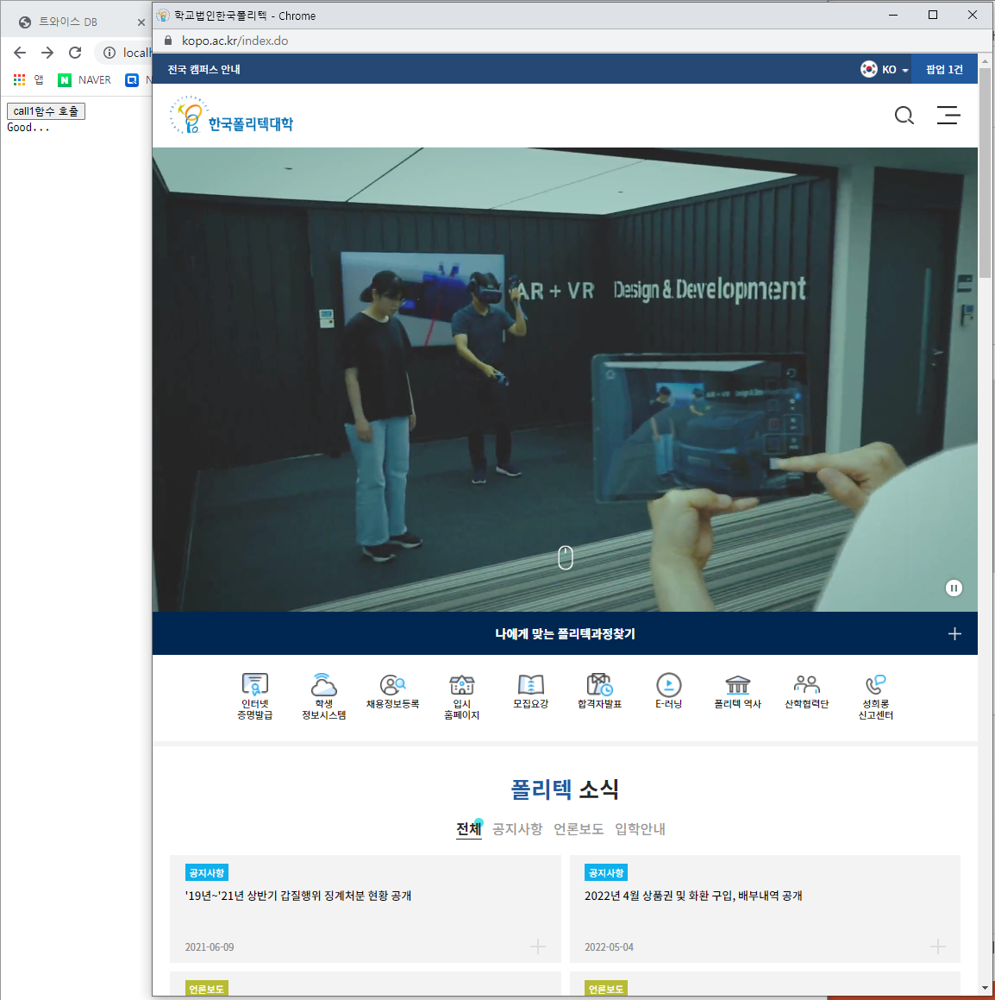 트와이스 DB
학교법인한국폴리텍 - Chrome
kopo.ac.kr/index.do
local
앱
NAVER
N
call1함수 호출
Good...
전국 캠퍼스 안내
KO
팝업 1건
한국폴리텍대학
AR + VR Design & Development
나에게 맞는 폴리텍과정찾기
인터넷
증명발급
학생
정보시스템
채용정보등록
입시
홈페이지
모집요강
합격자발표
E-러닝
폴리텍 역사
산학협력단
성희롱
신고센터
폴리텍 소식
전체 공지사항 언론보도 입학안내
공지사항
'19년~'21년 상반기 갑질행위 징계처분 현황 공개
2021-06-09
공지사항
2022년 4월 상품권 및 화환 구입, 배부내역 공개
2022-05-04
언론보도
언론보도